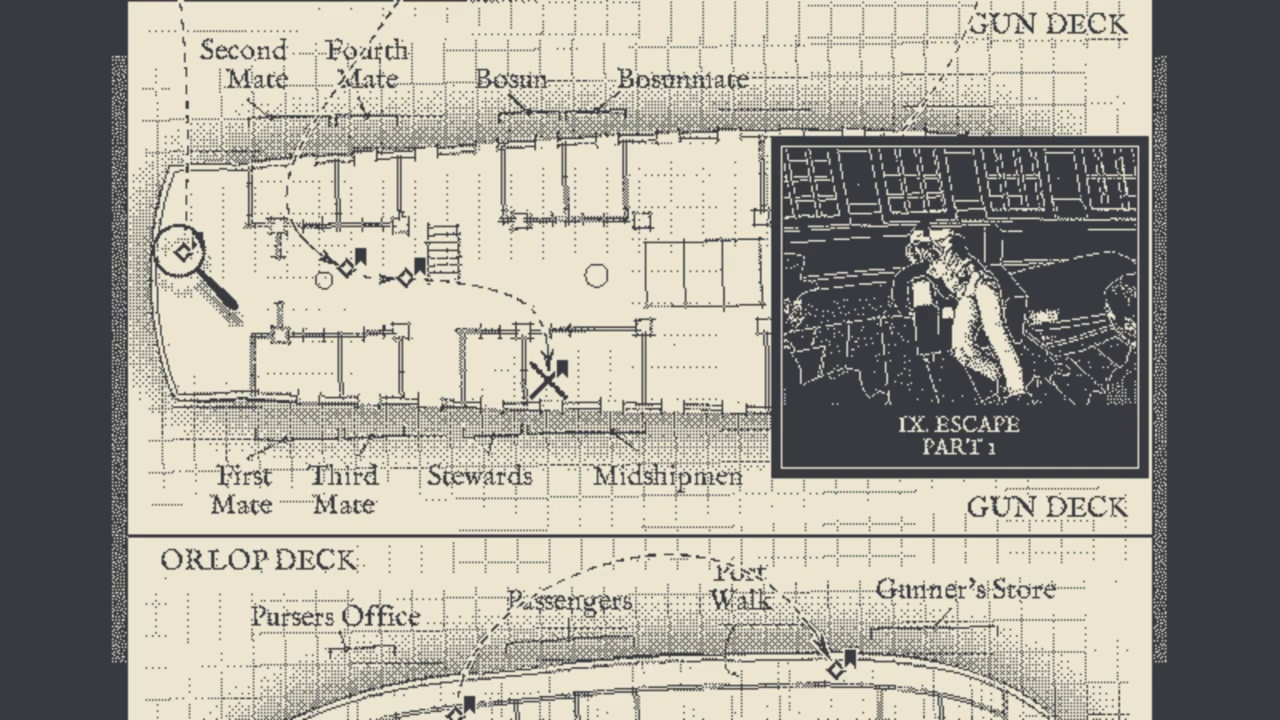 GUN DECK
Second
Mate
Fourth
Mate
Bosun
Bosunmate
IX. ESCAPE
PART 1
First
Mate
Third
Mate
Stewards
Midshipmen
GUN DECK
ORLOP DECK
Pursers Office
Passengers
Port
Walk
Gunner's Store